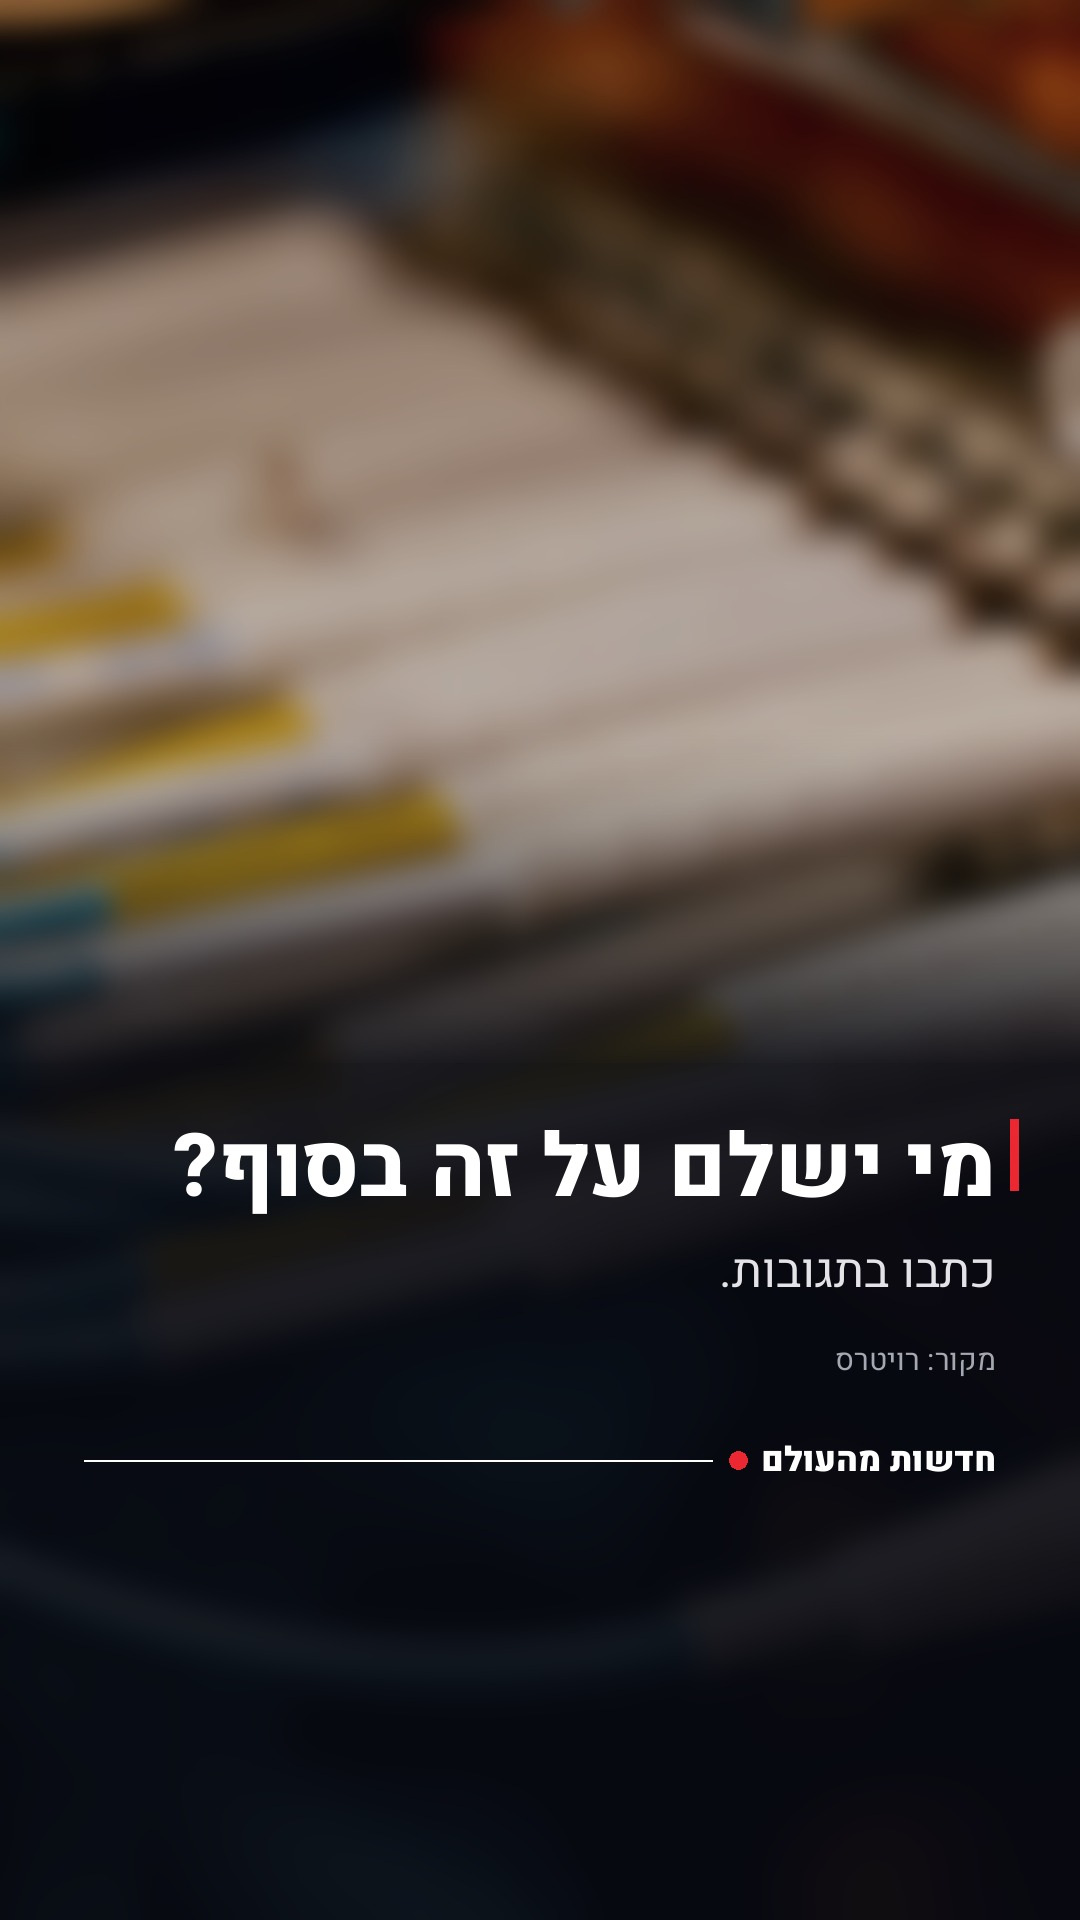 מי ישלם על זה בסוף?
כתבו בתגובות.
מקור: רויטרס
חדשות מהעולם